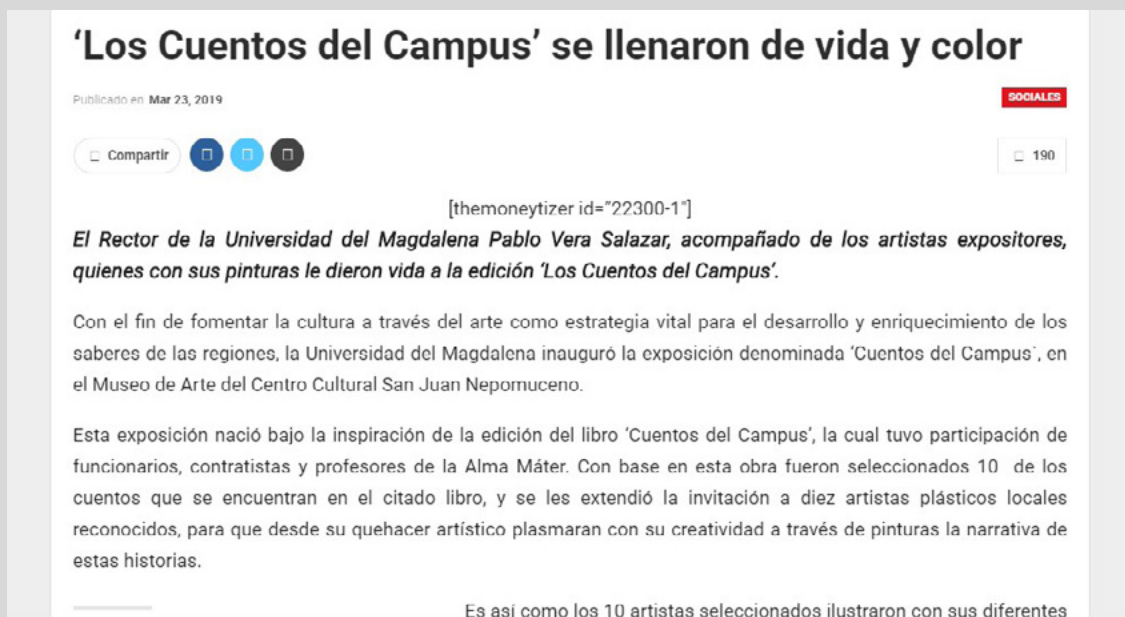 ‘Los Cuentos del Campus’ se llenaron de vida y color
Publicado en Mar 23, 2019
SOCIALES
Compartir
190
[themoneytizer id="22300-1"]
El Rector de la Universidad del Magdalena Pablo Vera Salazar, acompañado de los artistas expositores,
quienes con sus pinturas le dieron vida a la edición ‘Los Cuentos del Campus’.
Con el fin de fomentar la cultura a través del arte como estrategia vital para el desarrollo y enriquecimiento de los
saberes de las regiones, la Universidad del Magdalena inauguró la exposición denominada ‘Cuentos del Campus’, en
el Museo de Arte del Centro Cultural San Juan Nepomuceno.
Esta exposición nació bajo la inspiración de la edición del libro ‘Cuentos del Campus’, la cual tuvo participación de
funcionarios, contratistas y profesores de la Alma Máter. Con base en esta obra fueron seleccionados 10 de los
cuentos que se encuentran en el citado libro, y se les extendió la invitación a diez artistas plásticos locales
reconocidos, para que desde su quehacer artístico plasmaran con su creatividad a través de pinturas la narrativa de
estas historias.
Es así como los 10 artistas seleccionados ilustraron con sus diferentes